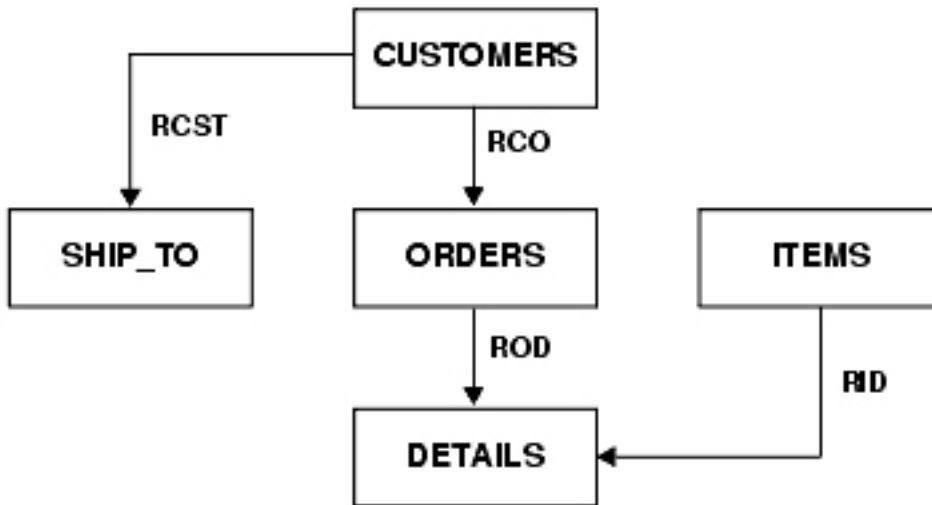 CUSTOMERS
RCST
RCO
SHIP_TO
ORDERS
ITEMS
ROD
RID
DETAILS